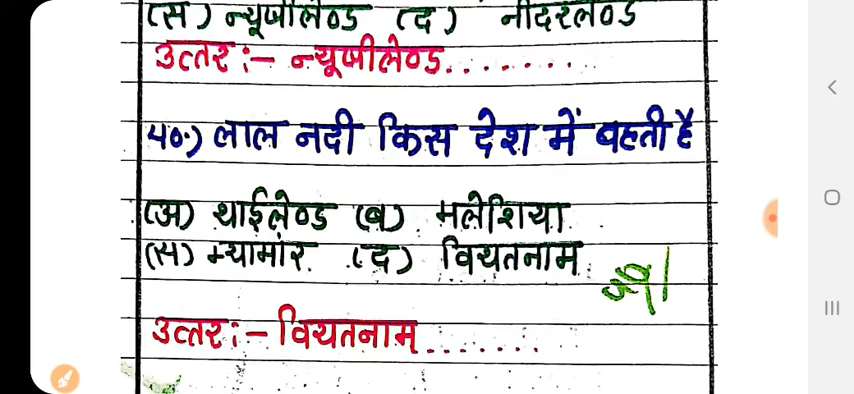 (स) न्यूजीलेण्ड (द) नीदरलेण्ड
उत्तर :- न्यूजीलेण्ड.........
40.) लाल नदी किस देश में बहती है
(अ) थाईलेण्ड (ब) मलेशिया
(स) म्यामांर (द) वियतनाम
उत्तर :- वियतनाम........